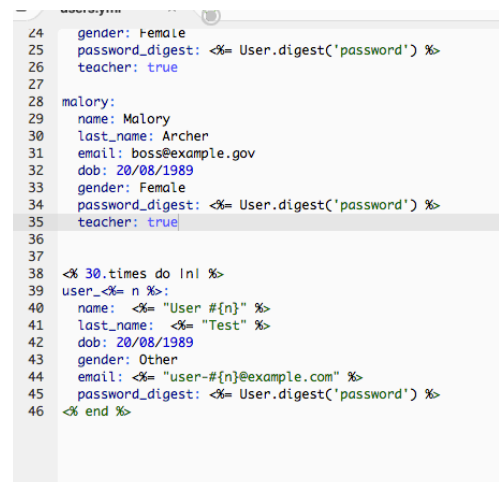 users.yml
24 gender: Female
25 password_digest: <%= User.digest('password') %>
26 teacher: true
27
28 malory:
29 name: Malory
30 last_name: Archer
31 email: boss@example.gov
32 dob: 20/08/1989
33 gender: Female
34 password_digest: <%= User.digest('password') %>
35 teacher: true
36
37
38 <% 30.times do |n| %>
39 user_<%= n %>:
40 name: <%= "User #{n}" %>
41 last_name: <%= "Test" %>
42 dob: 20/08/1989
43 gender: Other
44 email: <%= "user-#{n}@example.com" %>
45 password_digest: <%= User.digest('password') %>
46 <% end %>